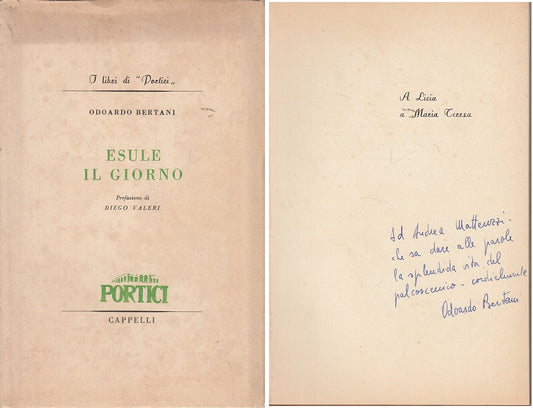 I libri di "Portici„
ODOARDO BERTANI
ESULE
IL GIORNO
Prefazione di
DIEGO VALERI
PORTICI
CAPPELLI
A Licia
a Maria Teresa
Ad Andrea Matteuzzi -
che sa dare alle parole
la splendida vita del
palcoscenico - cordialmente
Odoardo Bertani